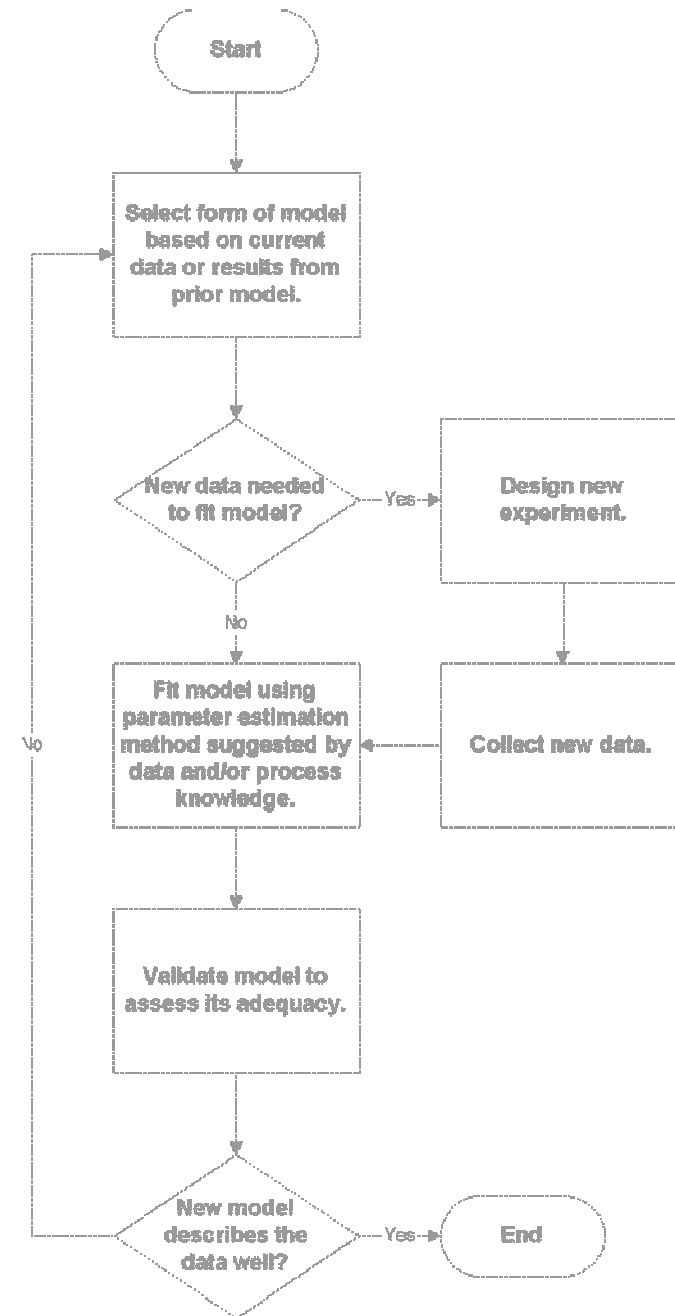 Start
Select form of model
based on current
data or results from
prior model.
New data needed
to fit model?
Yes
Design new
experiment.
No
Fit model using
parameter estimation
method suggested by
data and/or process
knowledge.
Collect new data.
No
Validate model to
assess its adequacy.
New model
describes the
data well?
Yes
End